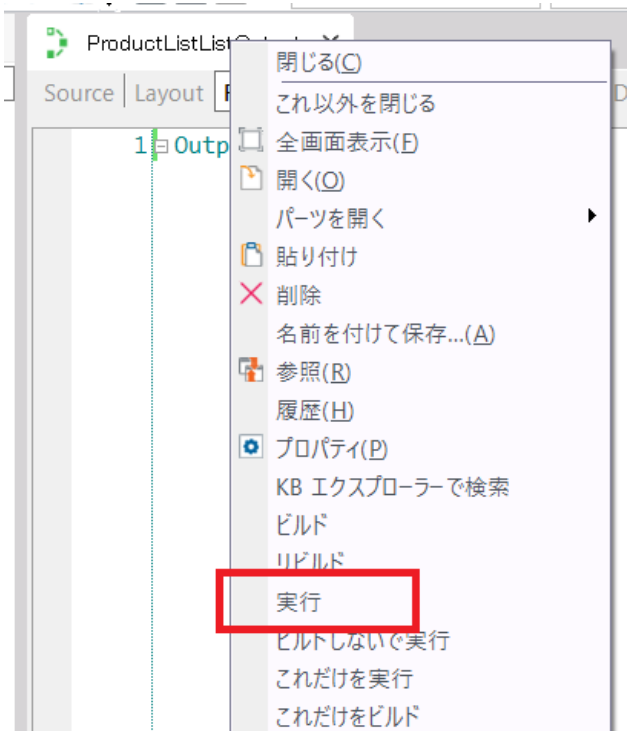 ProductListList
閉じる(C)
Source Layout
これ以外を閉じる
1 Outp
全画面表示(F)
開く(O)
パーツを開く
貼り付け
削除
名前を付けて保存...(A)
参照(R)
履歴(H)
プロパティ(P)
KB エクスプローラーで検索
ビルド
リビルド
実行
ビルドしないで実行
これだけを実行
これだけをビルド